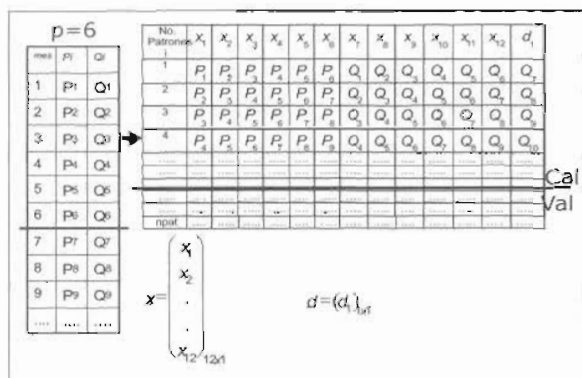 p=6
mes Pi Qi
1 P1 Q1
2 P2 Q2
3 P3 Q3
4 P4 Q4
5 P5 Q5
6 P6 Q6
7 P7 Q7
8 P8 Q8
9 P9 Q9
.... .... ....
No. Patrones i x1 x2 x3 x4 x5 x6 x7 x8 x9 x10 x11 x12 d1
1 P1 P2 P3 P4 P5 P6 Q1 Q2 Q3 Q4 Q5 Q6 Q7
2 P2 P3 P4 P5 P6 P7 Q2 Q3 Q4 Q5 Q6 Q7 Q8
3 P3 P4 P5 P6 P7 P8 Q3 Q4 Q5 Q6 Q7 Q8 Q9
4 P4 P5 P6 P7 P8 P9 Q4 Q5 Q6 Q7 Q8 Q9 Q10
Cal
Val
npat
x1
x2
.
x=
.
x12 12x1
d=(d1)1x1